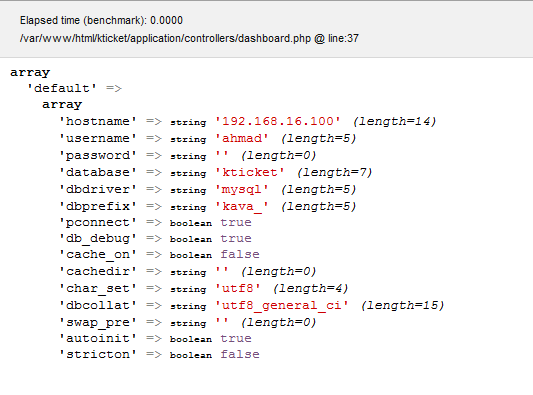 Elapsed time (benchmark): 0.0000
/var/www/html/kticket/application/controllers/dashboard.php @ line:37
array
'default' =>
array
'hostname' => string '192.168.16.100' (length=14)
'username' => string 'ahmad' (length=5)
'password' => string '' (length=0)
'database' => string 'kticket' (length=7)
'dbdriver' => string 'mysql' (length=5)
'dbprefix' => string 'kava_' (length=5)
'pconnect' => boolean true
'db_debug' => boolean true
'cache_on' => boolean false
'cachedir' => string '' (length=0)
'char_set' => string 'utf8' (length=4)
'dbcollat' => string 'utf8_general_ci' (length=15)
'swap_pre' => string '' (length=0)
'autoinit' => boolean true
'stricton' => boolean false